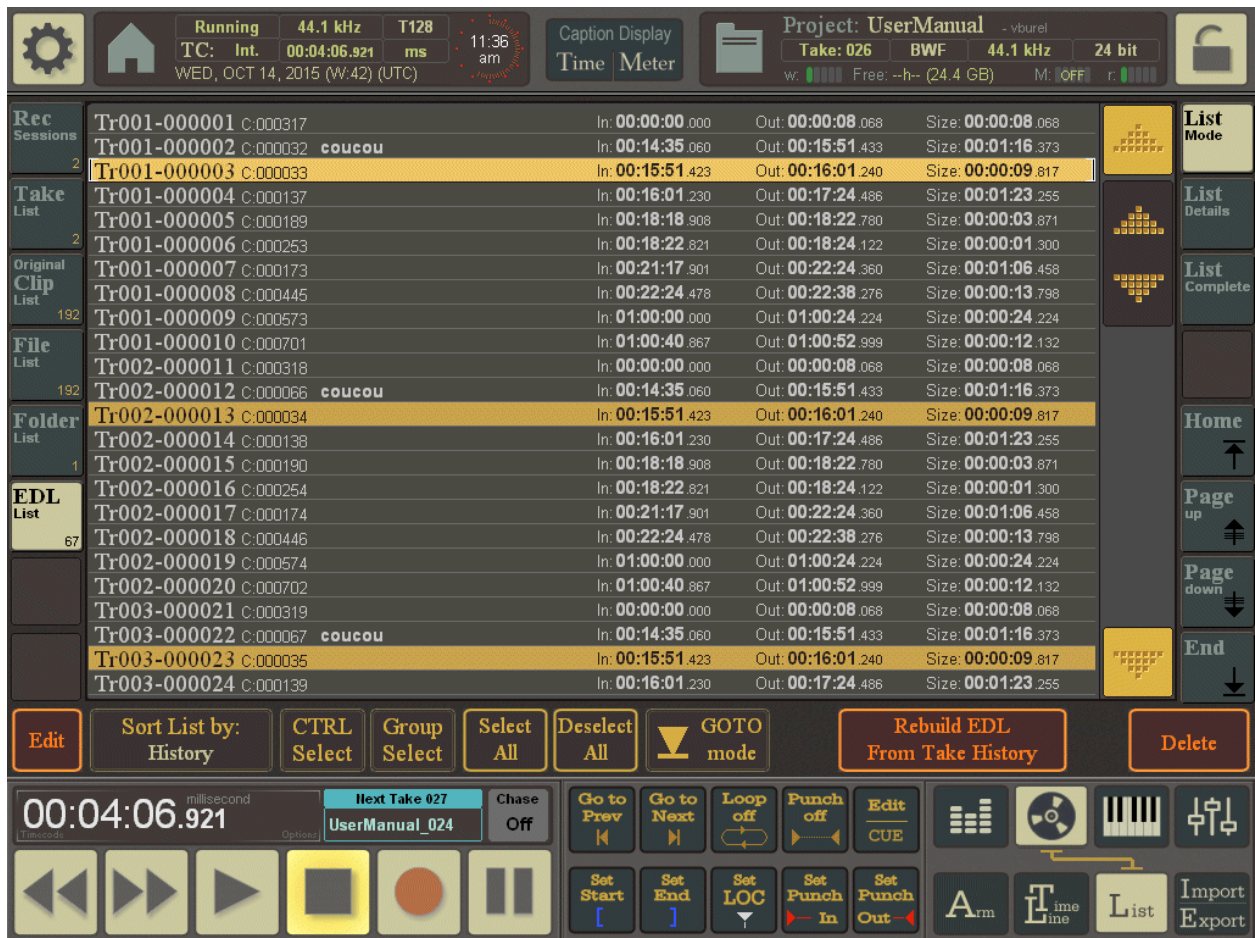 Running 44.1 kHz T128
TC: Int. 00:04:06.921 ms
WED, OCT 14, 2015 (W:42) (UTC)
11:36
am
Caption Display
Time Meter
Project: UserManual - vburel
Take: 026 BWF 44.1 kHz 24 bit
w: Free: --h-- (24.4 GB) M: OFF r:
Rec
Sessions
2
Take
List
2
Original
Clip
List
192
File
List
192
Folder
List
1
EDL
List
67
Tr001-000001 C:000317 In: 00:00:00.000 Out: 00:00:08.068 Size: 00:00:08.068
Tr001-000002 C:000032 coucou In: 00:14:35.060 Out: 00:15:51.433 Size: 00:01:16.373
Tr001-000003 C:000033 In: 00:15:51.423 Out: 00:16:01.240 Size: 00:00:09.817
Tr001-000004 C:000137 In: 00:16:01.230 Out: 00:17:24.486 Size: 00:01:23.255
Tr001-000005 C:000189 In: 00:18:18.908 Out: 00:18:22.780 Size: 00:00:03.871
Tr001-000006 C:000253 In: 00:18:22.821 Out: 00:18:24.122 Size: 00:00:01.300
Tr001-000007 C:000173 In: 00:21:17.901 Out: 00:22:24.360 Size: 00:01:06.458
Tr001-000008 C:000445 In: 00:22:24.478 Out: 00:22:38.276 Size: 00:00:13.798
Tr001-000009 C:000573 In: 01:00:00.000 Out: 01:00:24.224 Size: 00:00:24.224
Tr001-000010 C:000701 In: 01:00:40.867 Out: 01:00:52.999 Size: 00:00:12.132
Tr002-000011 C:000318 In: 00:00:00.000 Out: 00:00:08.068 Size: 00:00:08.068
Tr002-000012 C:000066 coucou In: 00:14:35.060 Out: 00:15:51.433 Size: 00:01:16.373
Tr002-000013 C:000034 In: 00:15:51.423 Out: 00:16:01.240 Size: 00:00:09.817
Tr002-000014 C:000138 In: 00:16:01.230 Out: 00:17:24.486 Size: 00:01:23.255
Tr002-000015 C:000190 In: 00:18:18.908 Out: 00:18:22.780 Size: 00:00:03.871
Tr002-000016 C:000254 In: 00:18:22.821 Out: 00:18:24.122 Size: 00:00:01.300
Tr002-000017 C:000174 In: 00:21:17.901 Out: 00:22:24.360 Size: 00:01:06.458
Tr002-000018 C:000446 In: 00:22:24.478 Out: 00:22:38.276 Size: 00:00:13.798
Tr002-000019 C:000574 In: 01:00:00.000 Out: 01:00:24.224 Size: 00:00:24.224
Tr002-000020 C:000702 In: 01:00:40.867 Out: 01:00:52.999 Size: 00:00:12.132
Tr003-000021 C:000319 In: 00:00:00.000 Out: 00:00:08.068 Size: 00:00:08.068
Tr003-000022 C:000067 coucou In: 00:14:35.060 Out: 00:15:51.433 Size: 00:01:16.373
Tr003-000023 C:000035 In: 00:15:51.423 Out: 00:16:01.240 Size: 00:00:09.817
Tr003-000024 C:000139 In: 00:16:01.230 Out: 00:17:24.486 Size: 00:01:23.255
List
Mode
List
Details
List
Complete
Home
Page
up
Page
down
End
Edit
Sort List by:
History
CTRL
Select
Group
Select
Select
All
Deselect
All
GOTO
mode
Rebuild EDL
From Take History
Delete
00:04:06.921
millisecond
Timecode
Options
Next Take 027
UserManual_024
Chase
Off
Go to
Prev
Go to
Next
Loop
off
Punch
off
Edit
CUE
Set
Start
[
Set
End
]
Set
LOC
Set
Punch
In
Set
Punch
Out
Arm
Time
Line
List
Import
Export